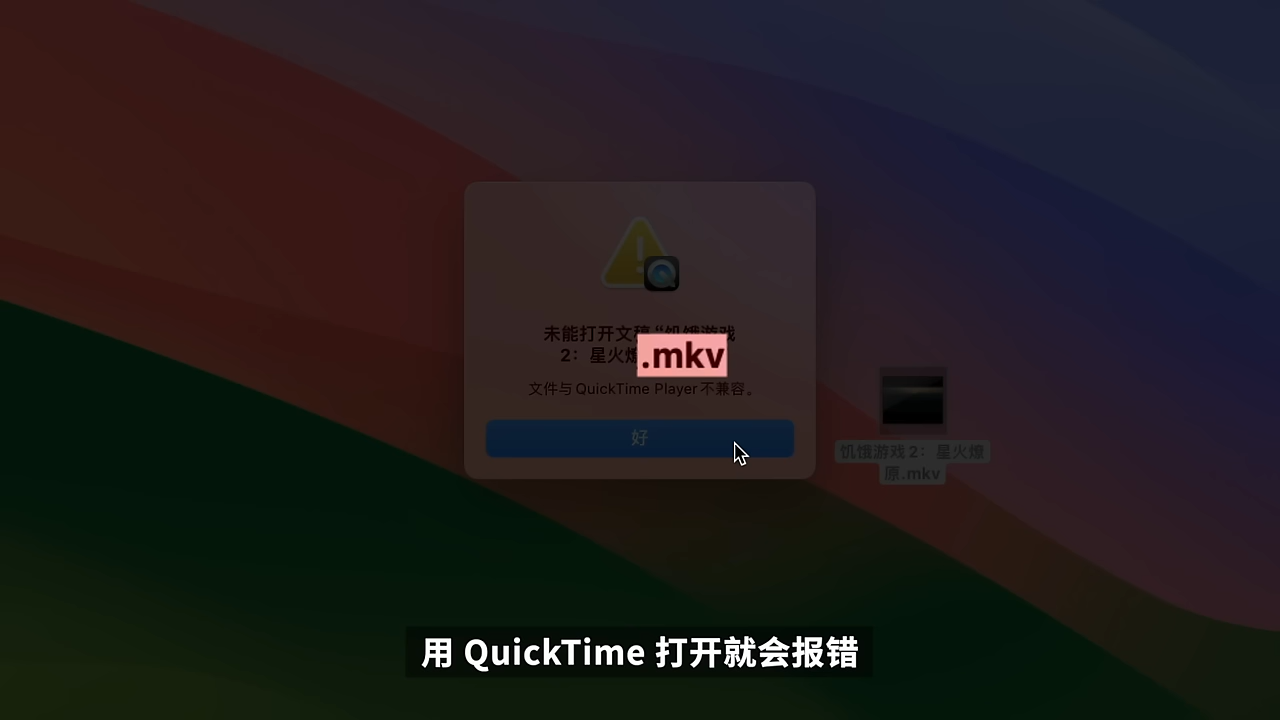 未能打开文稿“饥饿游戏
2：星火燎
.mkv
文件与 QuickTime Player 不兼容。
好
饥饿游戏 2：星火燎
原.mkv
用 QuickTime 打开就会报错